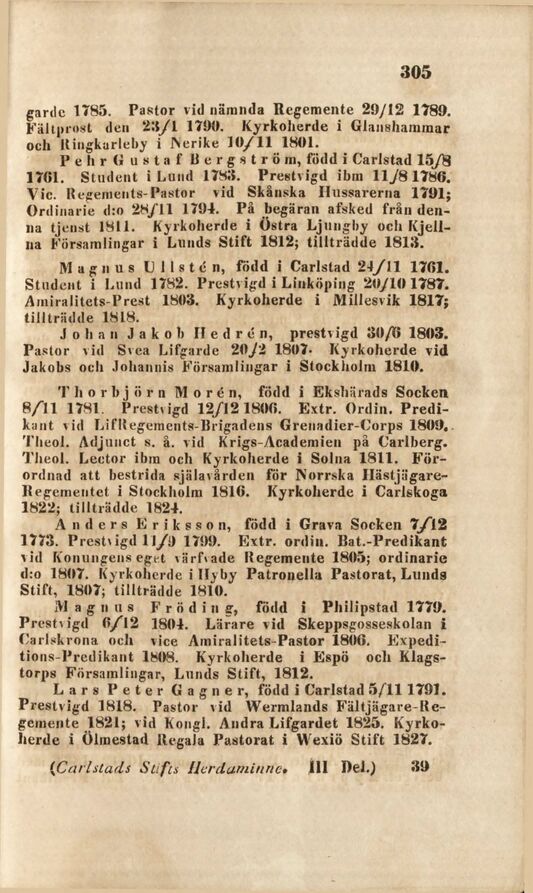 305
garde 1785. Pastor vid nämnda Regemente 29/12 1789.
Fältprost den 23/1 1790. Kyrkoherde i Glanshammar
och Ringkarleby i Nerike 10/11 1801.
Pehr Gustaf Bergström, född i Carlstad 15/8
1761. Student i Lund 1783. Prestvigd ibm 11/8 1786.
Vic. Regements-Pastor vid Skånska Hussarerna 1791;
Ordinarie d:o 28/11 1794. På begäran afsked från den-
na tjenst 1811. Kyrkoherde i Östra Ljungby och Kjell-
na Församlingar i Lunds Stift 1812; tillträdde 1813.
Magnus Ullstén, född i Carlstad 24/11 1761.
Student i Lund 1782. Prestvigd i Linköping 20/10 1787.
Amiralitets-Prest 1803. Kyrkoherde i Millesvik 1817;
tillträdde 1818.
Johan Jakob Hedrén, prestvigd 30/6 1803.
Pastor vid Svea Lifgarde 20/2 1807. Kyrkoherde vid
Jakobs och Johannis Församlingar i Stockholm 1810.
Thorbjörn Morén, född i Ekshärads Socken
8/11 1781. Prestvigd 12/12 1806. Extr. Ordin. Predi-
kant vid LifRegements-Brigadens Grenadier-Corps 1809.
Theol. Adjunct s. å. vid Krigs-Academien på Carlberg.
Theol. Lector ibm och Kyrkoherde i Solna 1811. För-
ordnad att bestrida själavården för Norrska Hästjägare-
Regementet i Stockholm 1816. Kyrkoherde i Carlskoga
1822; tillträdde 1824.
Anders Eriksson, född i Grava Socken 7/12
1773. Prestvigd 11/9 1799. Extr. ordin. Bat.-Predikant
vid Konungens eget värfvade Regemente 1805; ordinarie
d:o 1807. Kyrkoherde i Hyby Patronella Pastorat, Lunds
Stift, 1807; tillträdde 1810.
Magnus Fröding, född i Philipstad 1779.
Prestvigd 6/12 1804. Lärare vid Skeppsgosseskolan i
Carlskrona och vice Amiralitets-Pastor 1806. Expedi-
tions-Predikant 1808. Kyrkoherde i Espö och Klags-
torps Församlingar, Lunds Stift, 1812.
Lars Peter Gagner, född i Carlstad 5/11 1791.
Prestvigd 1818. Pastor vid Wermlands Fältjägare-Re-
gemente 1821; vid Kongl. Andra Lifgardet 1825. Kyrko-
herde i Ölmestad Regala Pastorat i Wexiö Stift 1827.
(Carlstads Stifts Herdaminne. III Del.) 39